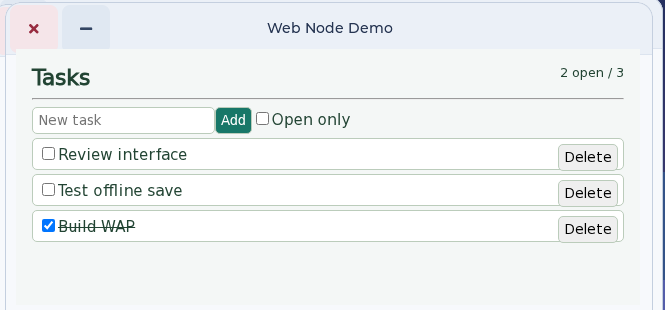 Web Node Demo
Tasks 2 open / 3
New task Add Open only
Review interface Delete
Test offline save Delete
Build WAP Delete